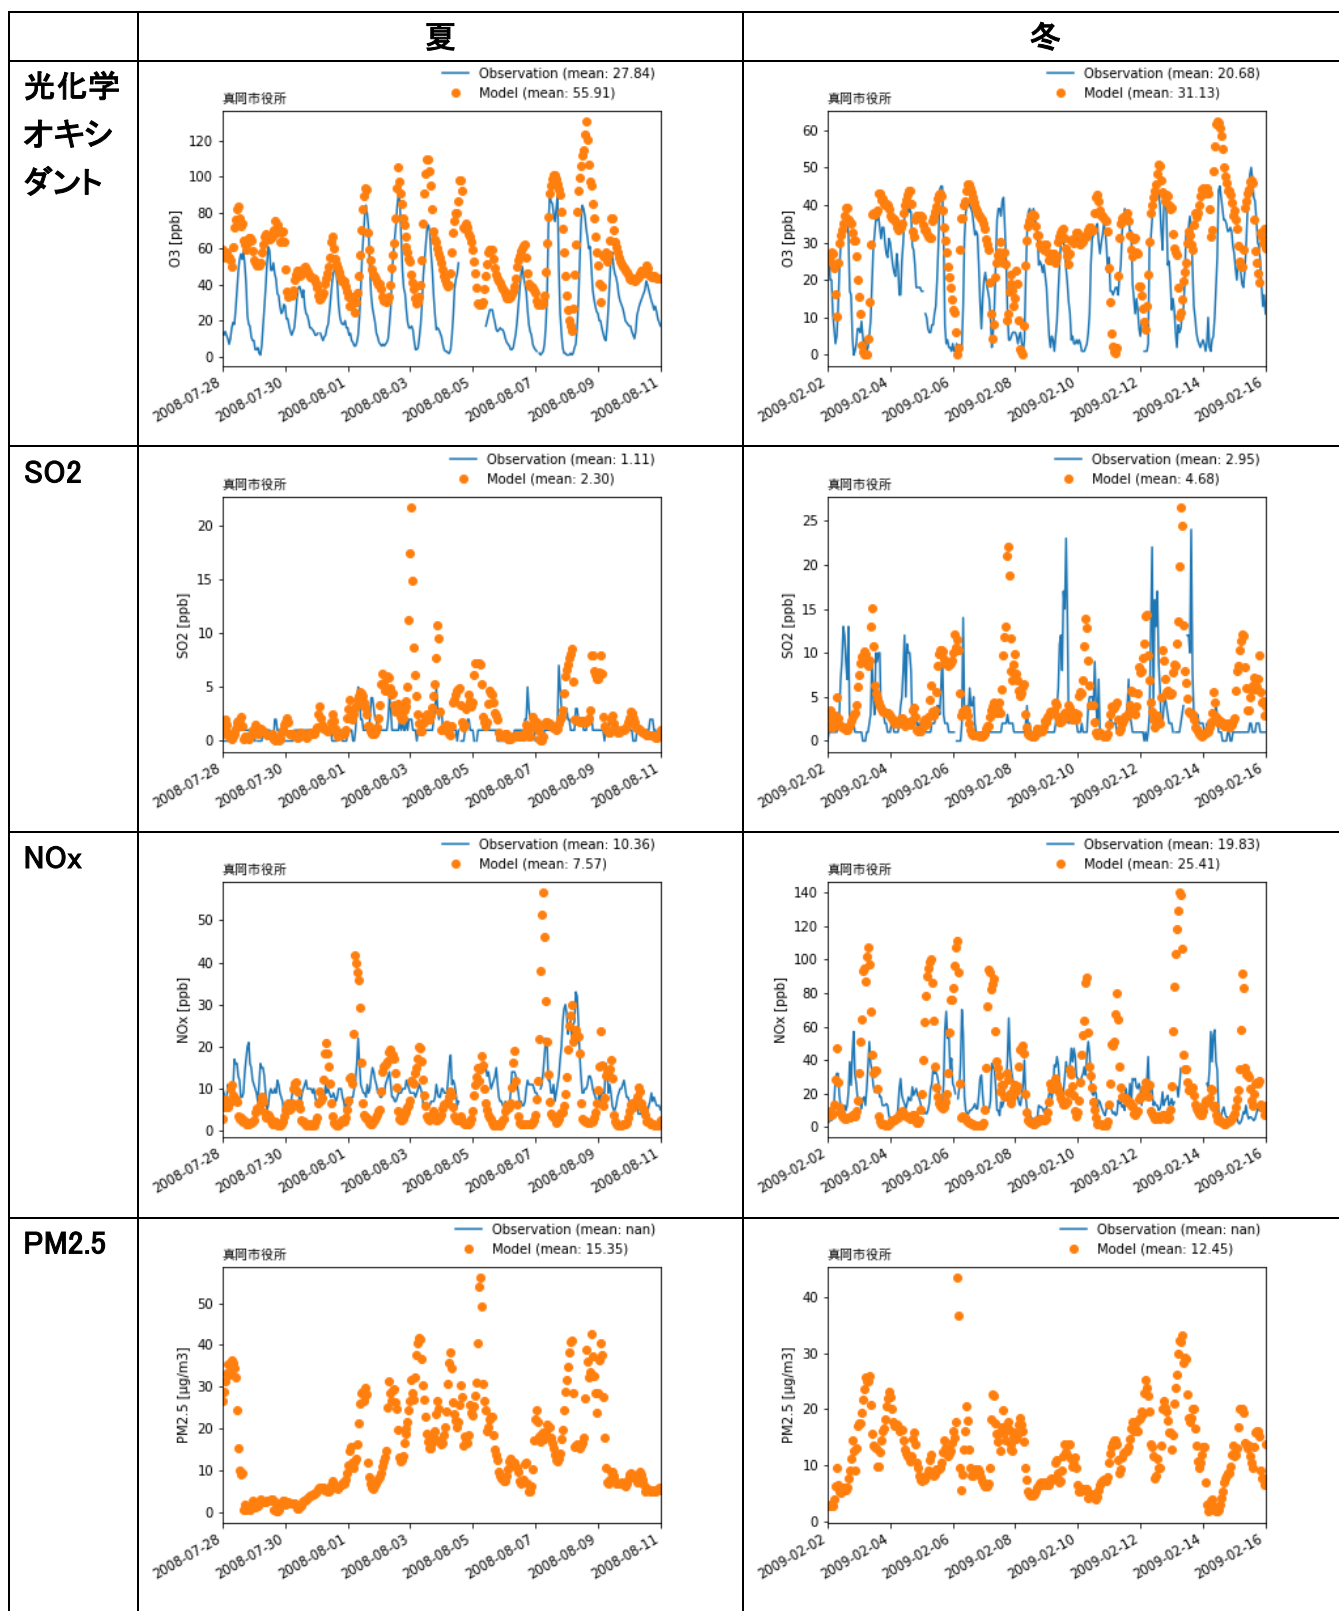 夏
冬
光化学
オキシ
ダント
Observation (mean: 27.84)
Model (mean: 55.91)
真岡市役所
O3 [ppb]
120
100
80
60
40
20
0
2008-07-28
2008-07-30
2008-08-01
2008-08-03
2008-08-05
2008-08-07
2008-08-09
2008-08-11
Observation (mean: 20.68)
Model (mean: 31.13)
真岡市役所
O3 [ppb]
60
50
40
30
20
10
0
2009-02-02
2009-02-04
2009-02-06
2009-02-08
2009-02-10
2009-02-12
2009-02-14
2009-02-16
SO2
Observation (mean: 1.11)
Model (mean: 2.30)
真岡市役所
SO2 [ppb]
20
15
10
5
0
2008-07-28
2008-07-30
2008-08-01
2008-08-03
2008-08-05
2008-08-07
2008-08-09
2008-08-11
Observation (mean: 2.95)
Model (mean: 4.68)
真岡市役所
SO2 [ppb]
25
20
15
10
5
0
2009-02-02
2009-02-04
2009-02-06
2009-02-08
2009-02-10
2009-02-12
2009-02-14
2009-02-16
NOx
Observation (mean: 10.36)
Model (mean: 7.57)
真岡市役所
NOx [ppb]
50
40
30
20
10
0
2008-07-28
2008-07-30
2008-08-01
2008-08-03
2008-08-05
2008-08-07
2008-08-09
2008-08-11
Observation (mean: 19.83)
Model (mean: 25.41)
真岡市役所
NOx [ppb]
140
120
100
80
60
40
20
0
2009-02-02
2009-02-04
2009-02-06
2009-02-08
2009-02-10
2009-02-12
2009-02-14
2009-02-16
PM2.5
Observation (mean: nan)
Model (mean: 15.35)
真岡市役所
PM2.5 [μg/m3]
50
40
30
20
10
0
2008-07-28
2008-07-30
2008-08-01
2008-08-03
2008-08-05
2008-08-07
2008-08-09
2008-08-11
Observation (mean: nan)
Model (mean: 12.45)
真岡市役所
PM2.5 [μg/m3]
40
30
20
10
0
2009-02-02
2009-02-04
2009-02-06
2009-02-08
2009-02-10
2009-02-12
2009-02-14
2009-02-16